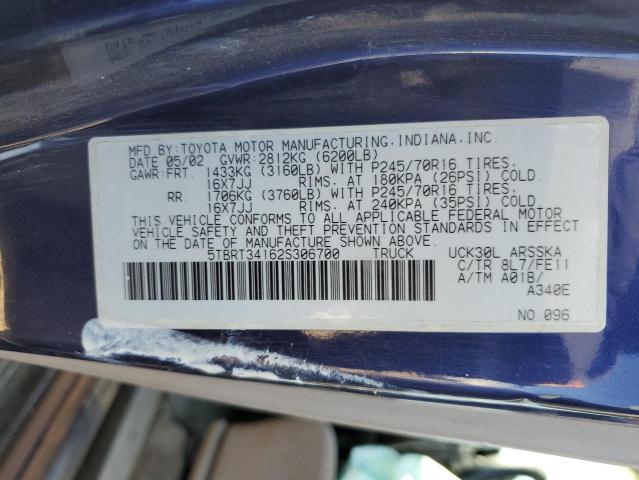 MFD.BY:TOYOTA MOTOR MANUFACTURING,INDIANA,INC.
DATE 05/02 GVWR:2812KG (6200LB)
GAWR:FRT. 1433KG (3160LB) WITH P245/70R16 TIRES,
16X7JJ RIMS, AT 180KPA (26PSI) COLD.
RR. 1706KG (3760LB) WITH P245/70R16 TIRES,
16X7JJ RIMS, AT 240KPA (35PSI) COLD.
THIS VEHICLE CONFORMS TO ALL APPLICABLE FEDERAL MOTOR
VEHICLE SAFETY AND THEFT PREVENTION STANDARDS IN EFFECT
ON THE DATE OF MANUFACTURE SHOWN ABOVE.
5TBRT34162S306700 TRUCK UCK30L ARSSKA
C/TR 8L7/FE11
A/TM A01B/
A340E
NO.096